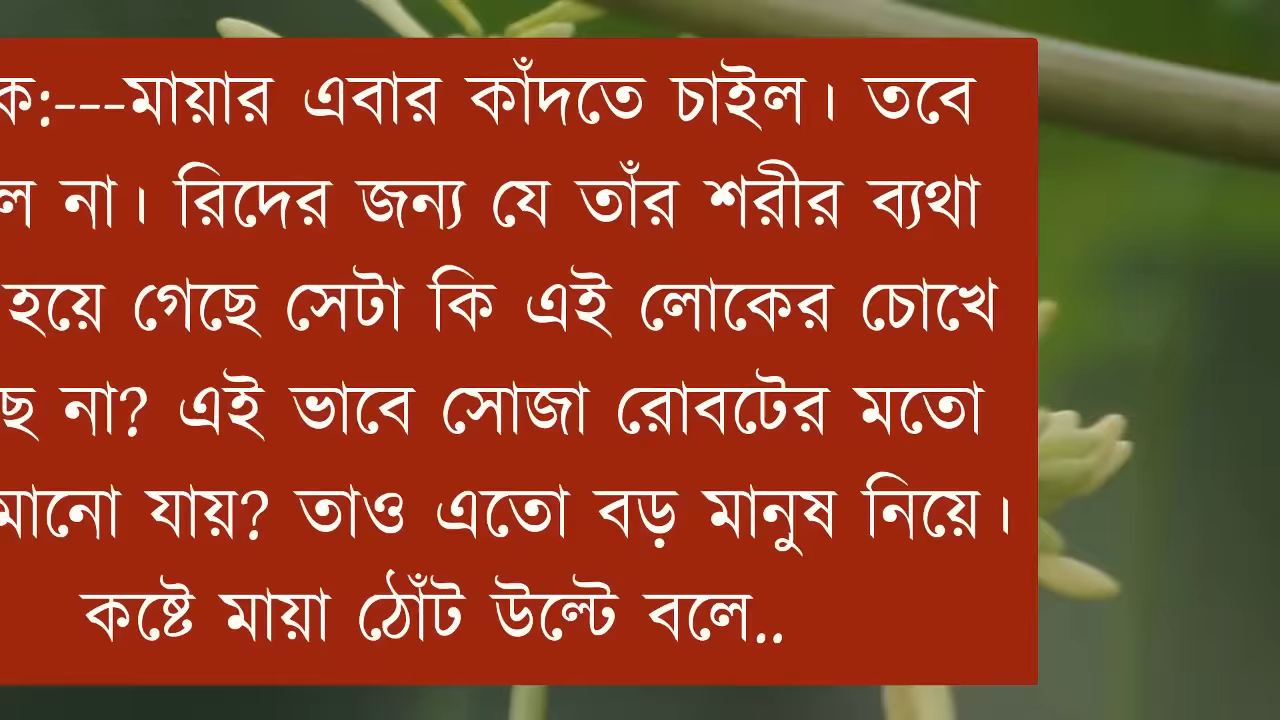 ক:---মায়ার এবার কাঁদতে চাইল। তবে
ল না। রিদের জন্য যে তাঁর শরীর ব্যথা
হয়ে গেছে সেটা কি এই লোকের চোখে
ছে না? এই ভাবে সোজা রোবটের মতো
মানো যায়? তাও এতো বড় মানুষ নিয়ে।
কষ্টে মায়া ঠোঁট উল্টে বলে..